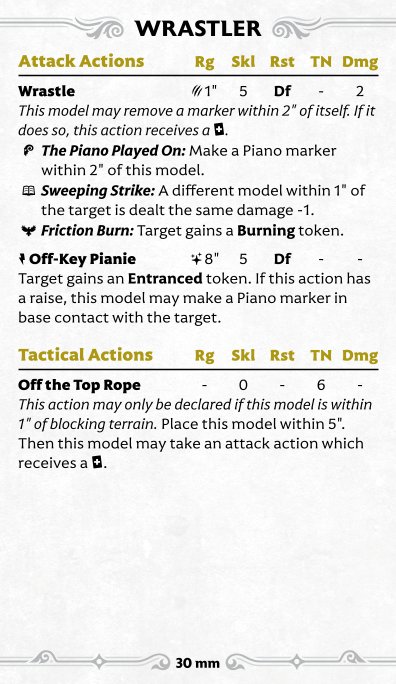 WRASTLER
Attack Actions Rg Skl Rst TN Dmg
Wrastle 1" 5 Df - 2
This model may remove a marker within 2" of itself. If it
does so, this action receives a +.
The Piano Played On: Make a Piano marker
within 2" of this model.
Sweeping Strike: A different model within 1" of
the target is dealt the same damage -1.
Friction Burn: Target gains a Burning token.
Off-Key Pianie 8" 5 Df - -
Target gains an Entranced token. If this action has
a raise, this model may make a Piano marker in
base contact with the target.
Tactical Actions Rg Skl Rst TN Dmg
Off the Top Rope - 0 - 6 -
This action may only be declared if this model is within
1" of blocking terrain. Place this model within 5".
Then this model may take an attack action which
receives a +.
30 mm